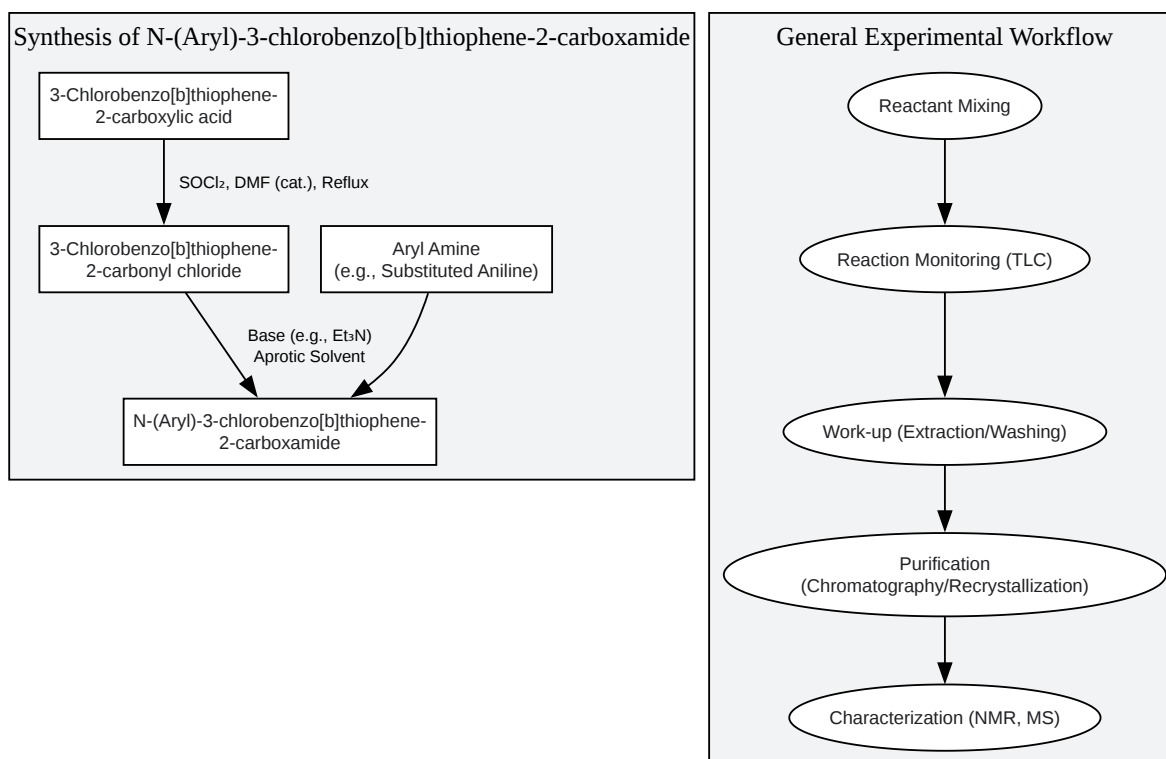 Synthesis of N-(Aryl)-3-chlorobenzo[b]thiophene-2-carboxamide
3-Chlorobenzo[b]thiophene-
2-carboxylic acid
SOCl₂, DMF (cat.), Reflux
3-Chlorobenzo[b]thiophene-
2-carbonyl chloride
Aryl Amine
(e.g., Substituted Aniline)
Base (e.g., Et₃N)
Aprotic Solvent
N-(Aryl)-3-chlorobenzo[b]thiophene-
2-carboxamide
General Experimental Workflow
Reactant Mixing
Reaction Monitoring (TLC)
Work-up (Extraction/Washing)
Purification
(Chromatography/Recrystallization)
Characterization (NMR, MS)